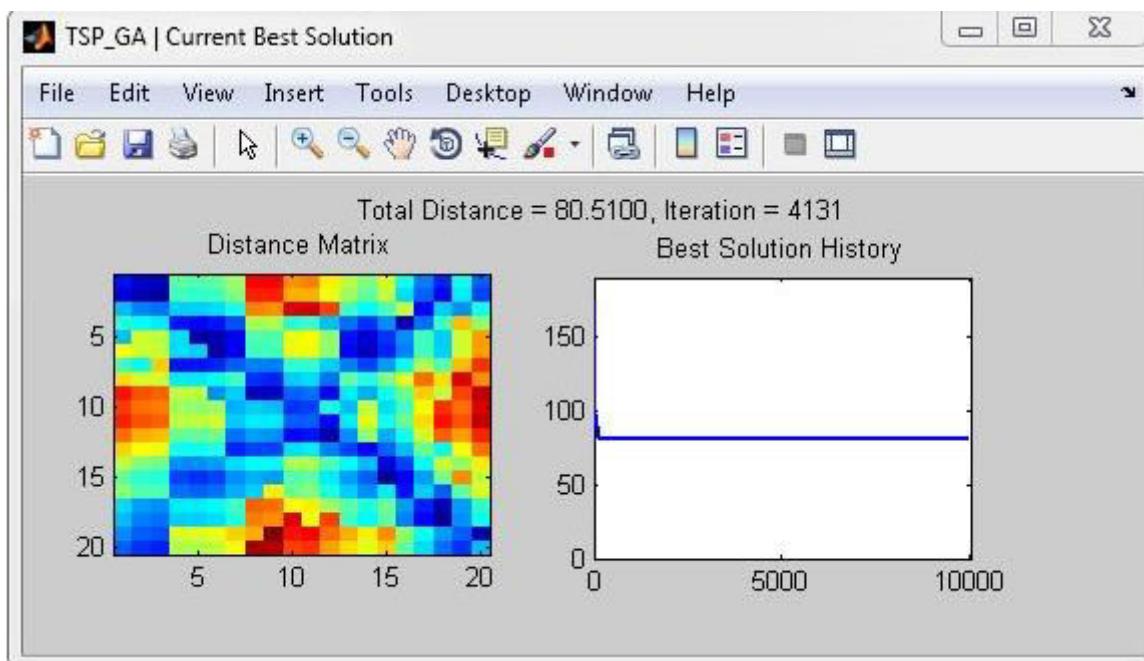 TSP_GA | Current Best Solution
File Edit View Insert Tools Desktop Window Help
Total Distance = 80.5100, Iteration = 4131
Distance Matrix
5
10
15
20
5 10 15 20
Best Solution History
150
100
50
0
0 5000 10000